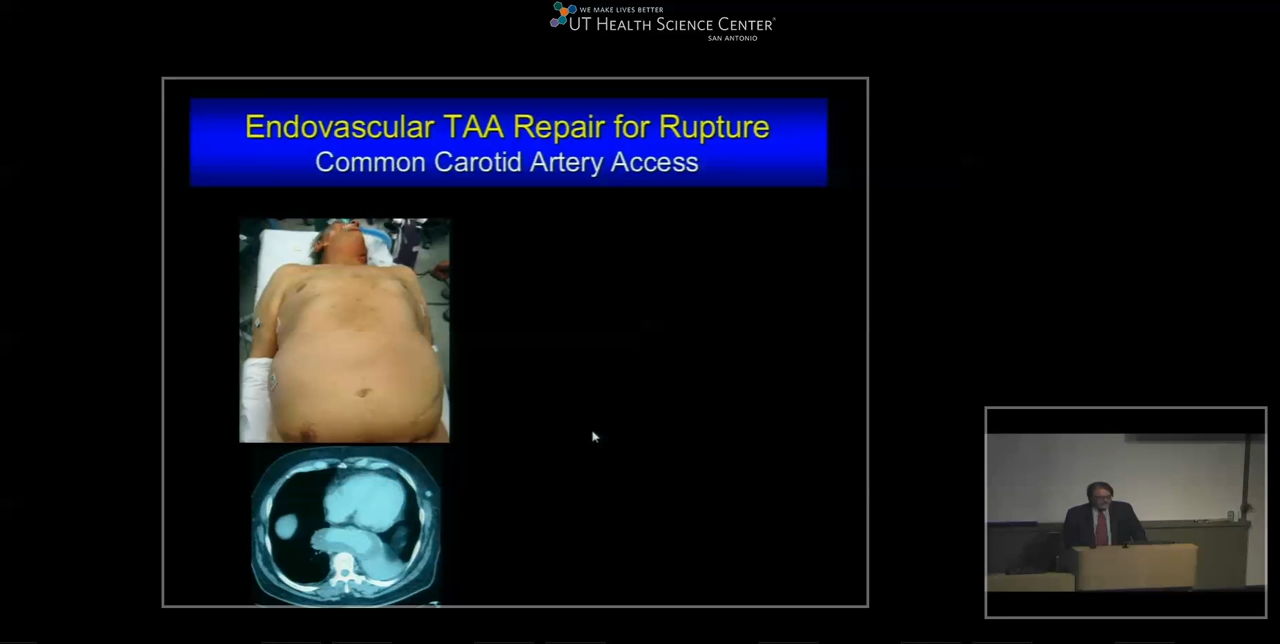 WE MAKE LIVES BETTER
UT HEALTH SCIENCE CENTER®
SAN ANTONIO
Endovascular TAA Repair for Rupture
Common Carotid Artery Access